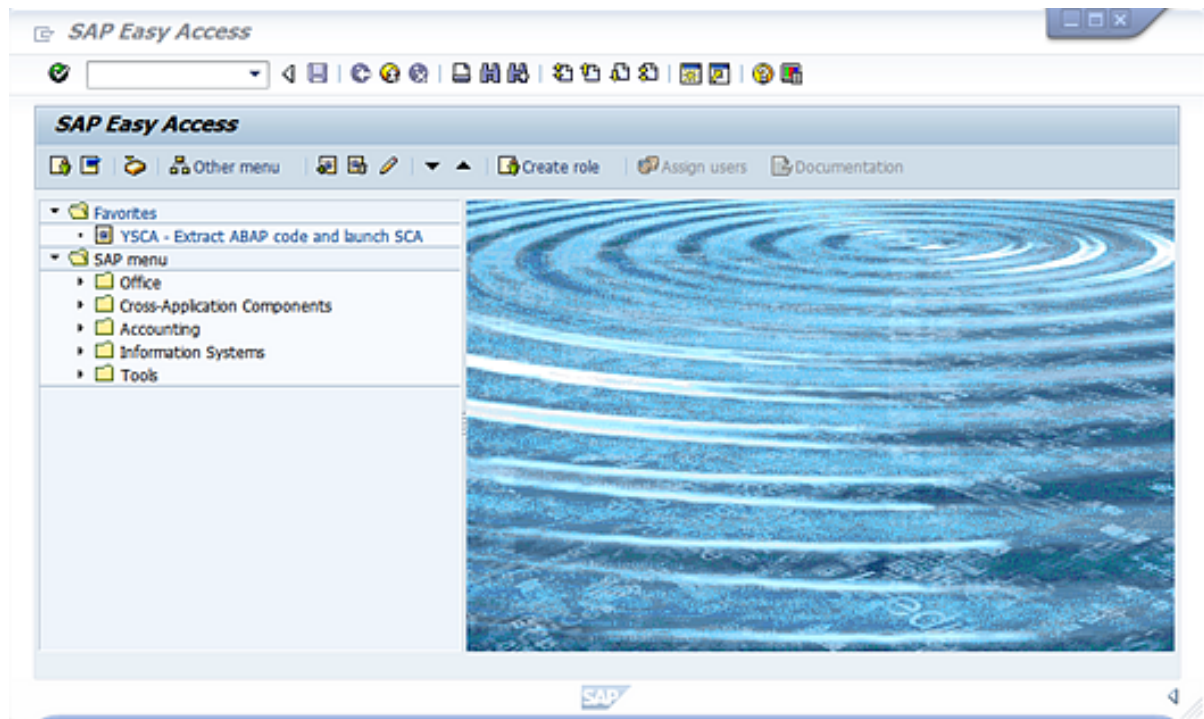 SAP Easy Access
SAP Easy Access
Other menu Create role Assign users Documentation
Favorites
YSCA - Extract ABAP code and launch SCA
SAP menu
Office
Cross-Application Components
Accounting
Information Systems
Tools
SAP